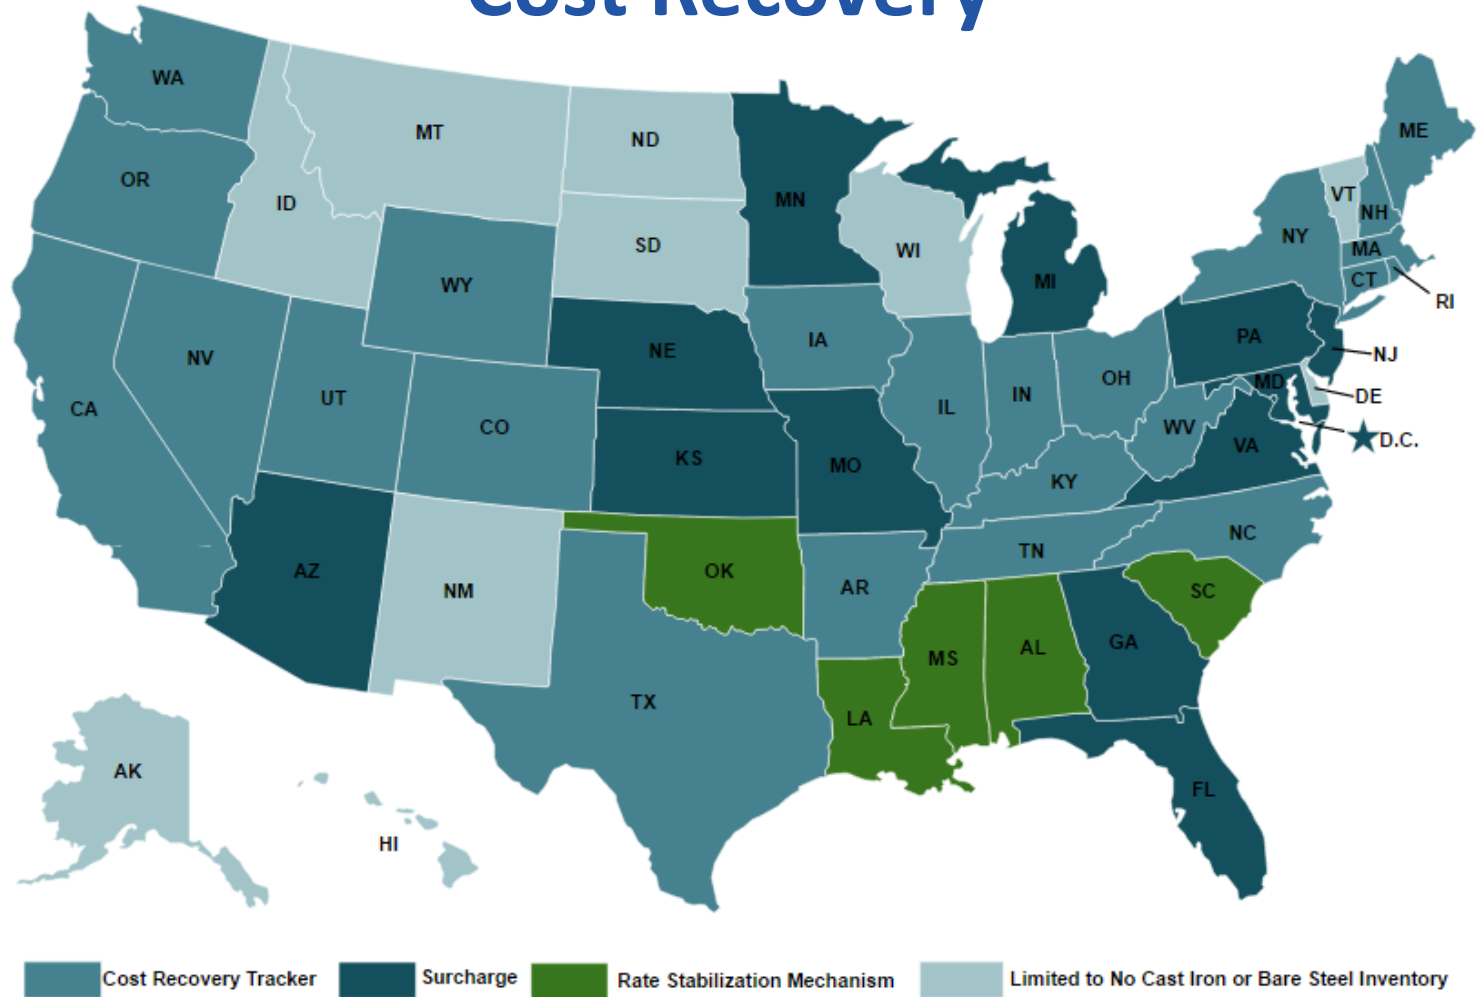 Cost Recovery
WA
MT
ND
ME
OR
MN
VT
ID
NH
NY
SD
WI
MA
CT
WY
MI
RI
PA
IA
NE
NJ
NV
OH
MD
UT
IN
DE
CA
IL
CO
WV
D.C.
VA
KS
MO
KY
NC
TN
AZ
OK
AR
NM
SC
GA
AL
MS
TX
LA
AK
FL
HI
Cost Recovery Tracker
Surcharge
Rate Stabilization Mechanism
Limited to No Cast Iron or Bare Steel Inventory